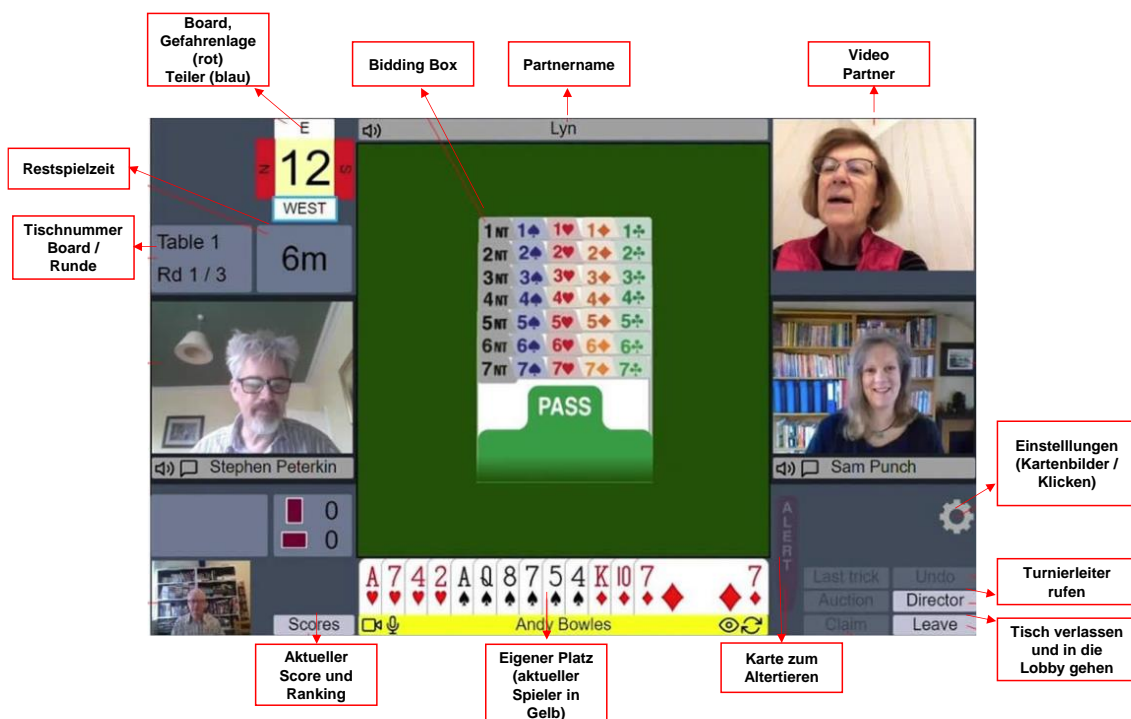 Board,
Gefahrenlage
(rot)
Teiler (blau)
Bidding Box
Partnername
Video
Partner
Restspielzeit
Tischnummer
Board /
Runde
E
N
12
S
WEST
Table 1
Rd 1 / 3
6m
Lyn
1NT 1♠ 1♥ 1♦ 1♣
2NT 2♠ 2♥ 2♦ 2♣
3NT 3♠ 3♥ 3♦ 3♣
4NT 4♠ 4♥ 4♦ 4♣
5NT 5♠ 5♥ 5♦ 5♣
6NT 6♠ 6♥ 6♦ 6♣
7NT 7♠ 7♥ 7♦ 7♣
PASS
Stephen Peterkin
Sam Punch
Einstelllungen
(Kartenbilder /
Klicken)
0
0
ALERT
A♥ 7♥ 4♥ 2♥ A♠ Q♠ 8♠ 7♠ 5♠ 4♠ K♦ 10♦ 7♦ ♦ 7♦
Last trick Undo
Auction Director
Claim Leave
Scores
Andy Bowles
Turnierleiter
rufen
Tisch verlassen
und in die
Lobby gehen
Aktueller
Score und
Ranking
Eigener Platz
(aktueller
Spieler in
Gelb)
Karte zum
Altertieren